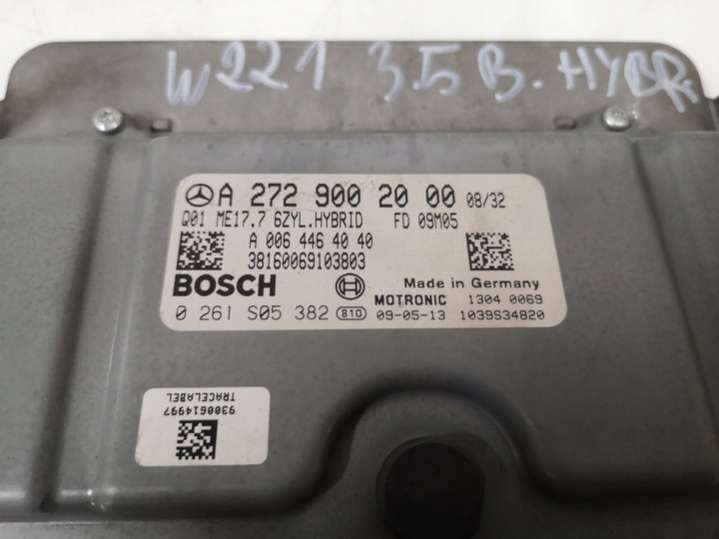 W221 3.5 B. HYBRi
A 272 900 20 00 08/32
Q01 ME17.7 6ZYL.HYBRID FD 09M05
A 006 446 40 40
38160069103803
BOSCH
Made in Germany
MOTRONIC 1304 0069
0 261 S05 382 810 09-05-13 1039S34820
9300614997
TRACELABEL